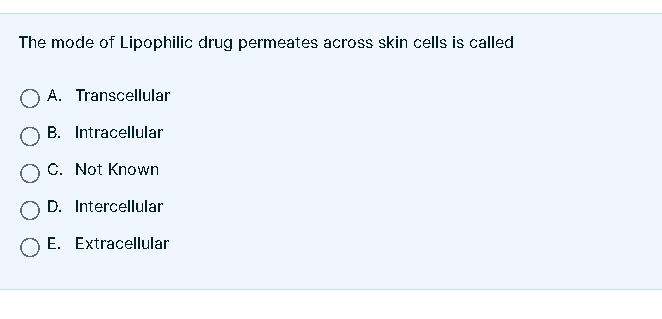 The mode of Lipophilic drug permeates across skin cells is called
A. Transcellular
B. Intracellular
C. Not Known
D. Intercellular
E. Extracellular